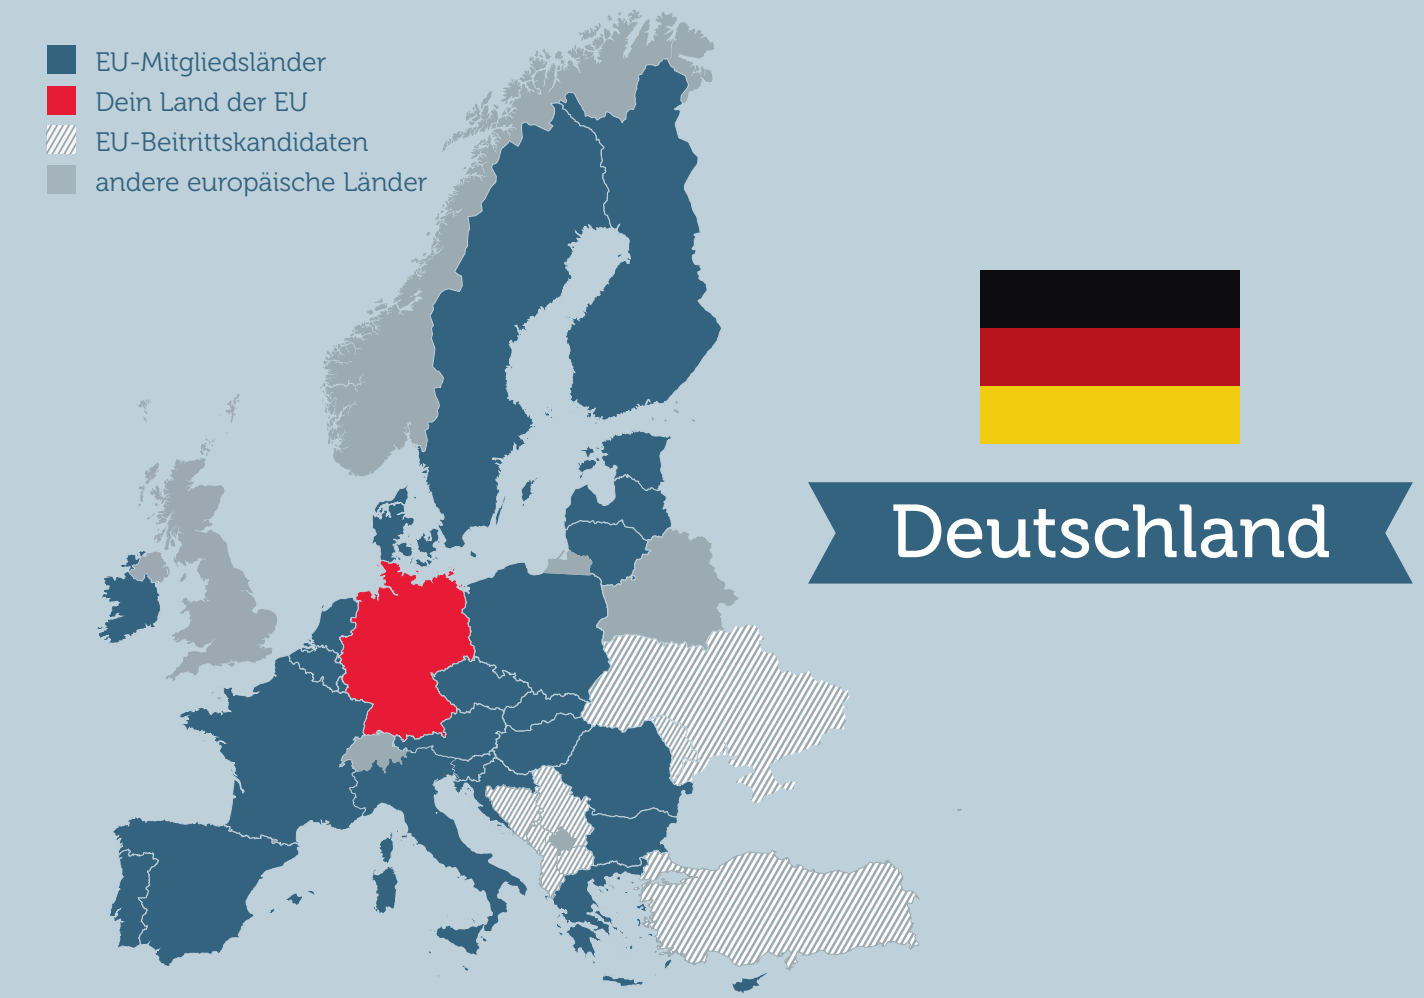 EU-Mitgliedsländer
Dein Land der EU
EU-Beitrittskandidaten
andere europäische Länder
Deutschland